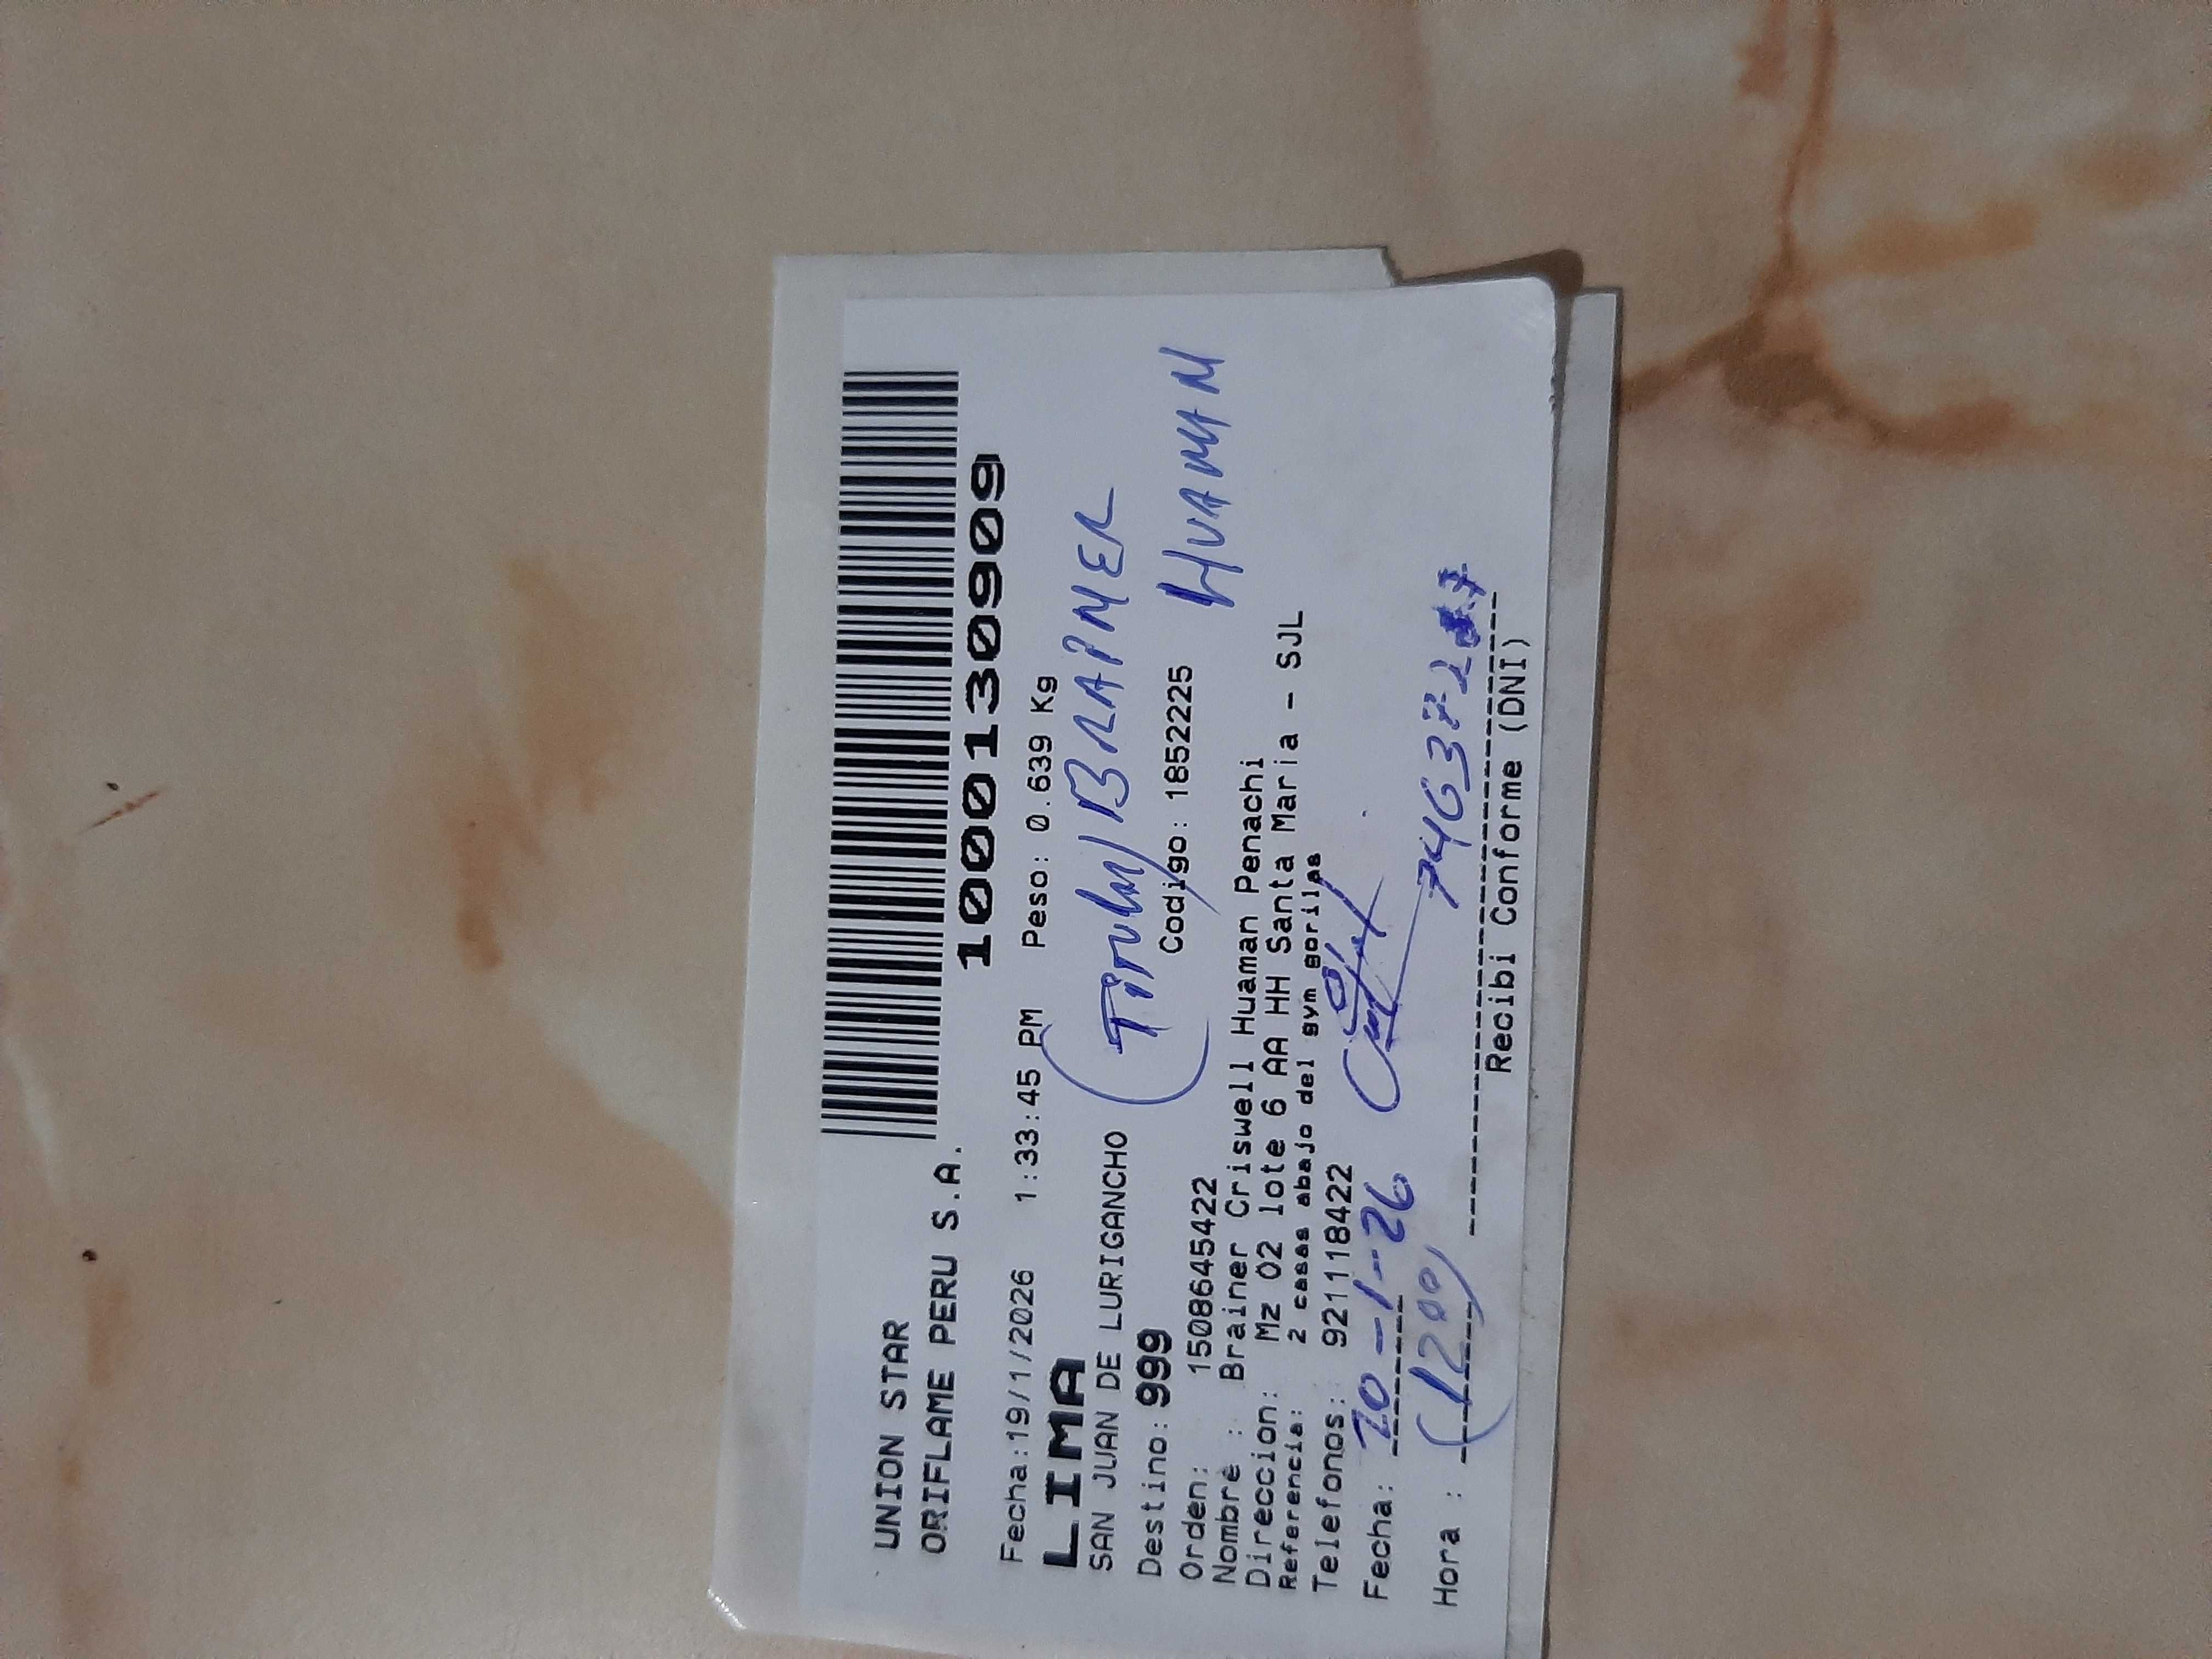 UNION STAR
ORIFLAME PERU S.A.
1000130909
Fecha:19/1/2026 1:33:45 PM Peso: 0.639 Kg
LIMA
(Titular) BRAINER
SAN JUAN DE LURIGANCHO
HUAMAN
Destino: 999 Codigo: 1852225
Orden: 1508645422
Nombre : Brainer Criswell Huaman Penachi
Direccion: Mz O2 lote 6 AA HH Santa Maria - SJL
Referencia: 2 casas abajo del gym gorilas
Telefonos: 921118422
Fecha: 20-1-26
Hora : (1200)
Recibi Conforme (DNI)